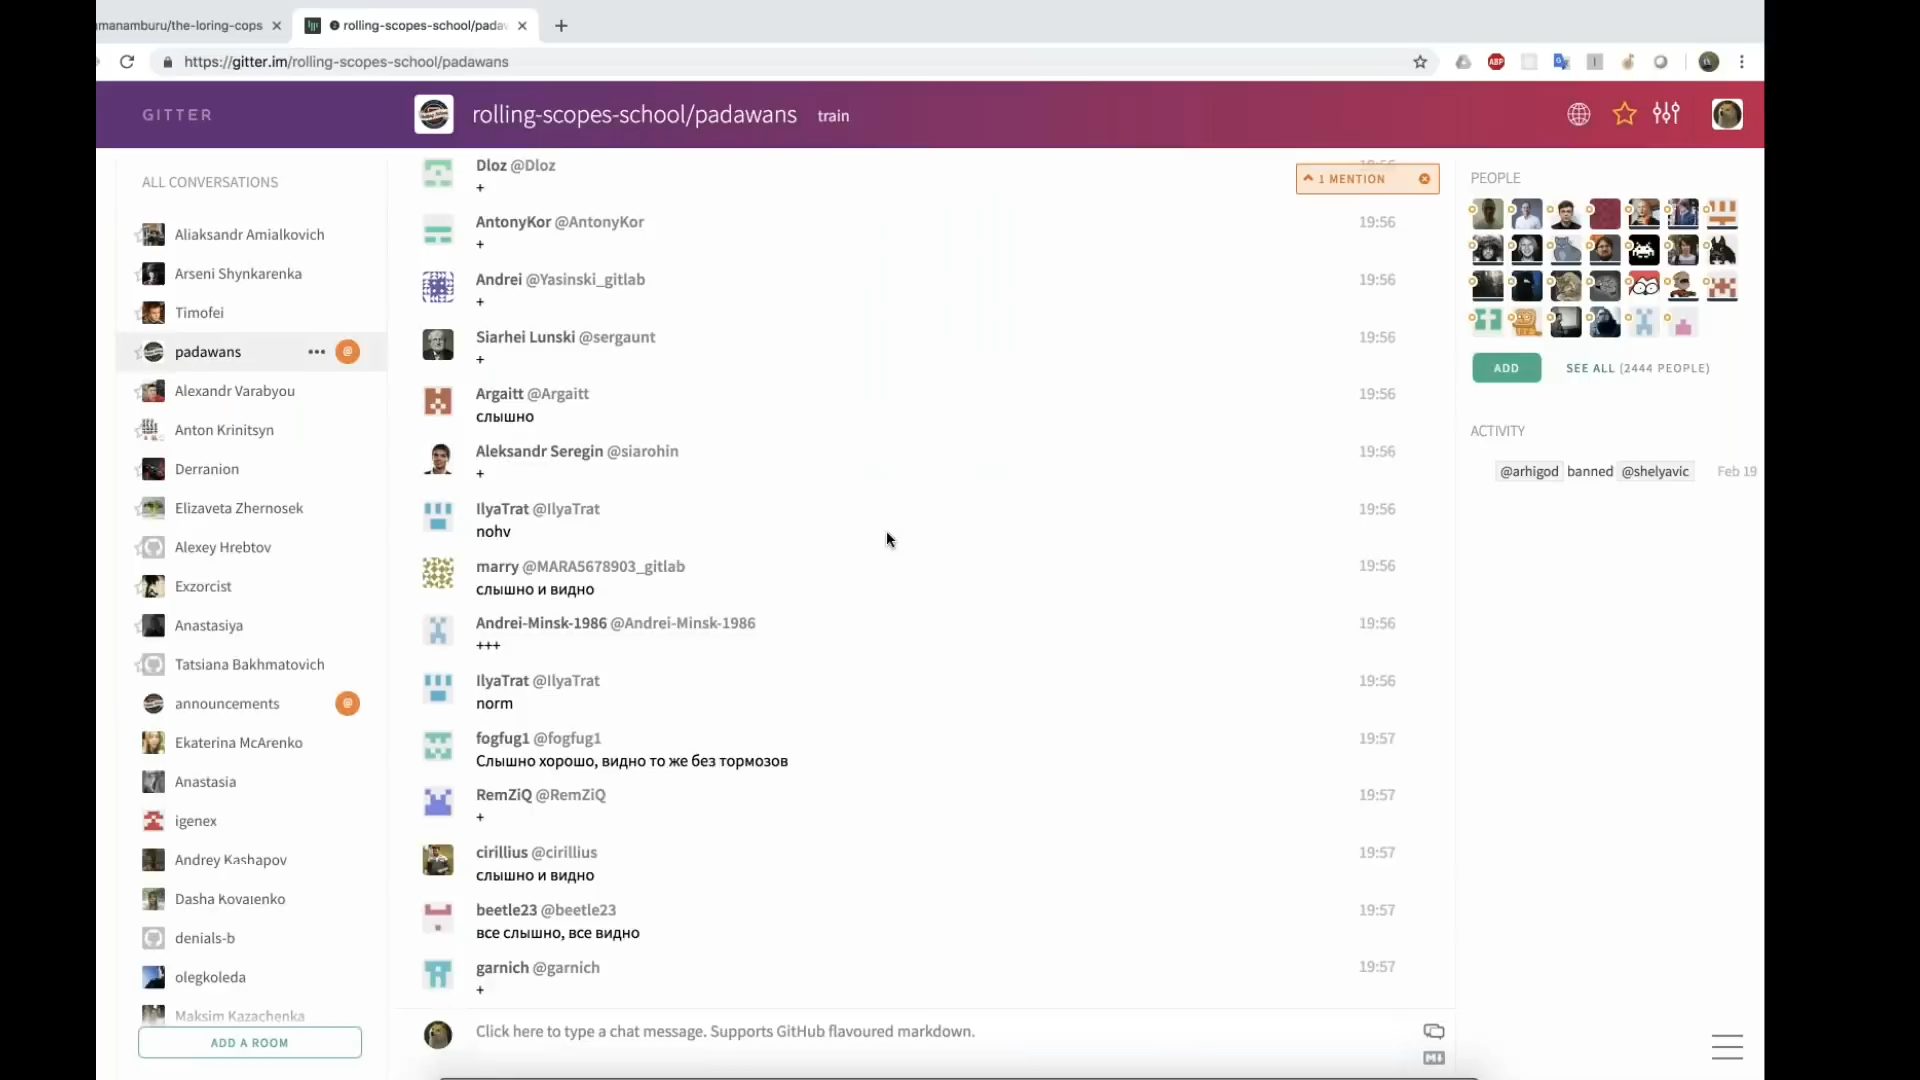 manamburu/the-loring-cops
rolling-scopes-school/padaw
https://gitter.im/rolling-scopes-school/padawans
ABP
GITTER
rolling-scopes-school/padawans train
ALL CONVERSATIONS
Aliaksandr Amialkovich
Arseni Shynkarenka
Timofei
padawans
@
Alexandr Varabyou
Anton Krinitsyn
Derranion
Elizaveta Zhernosek
Alexey Hrebtov
Exzorcist
Anastasiya
Tatsiana Bakhmatovich
announcements
@
Ekaterina McArenko
Anastasia
igenex
Andrey Kashapov
Dasha Kovalenko
denials-b
olegkoleda
Maksim Kazachenka
ADD A ROOM
Dloz @Dloz
+
1 MENTION
AntonyKor @AntonyKor 19:56
+
Andrei @Yasinski_gitlab 19:56
+
Siarhei Lunski @sergaunt 19:56
+
Argaitt @Argaitt 19:56
слышно
Aleksandr Seregin @siarohin 19:56
+
IlyaTrat @IlyaTrat 19:56
nohv
marry @MARA5678903_gitlab 19:56
слышно и видно
Andrei-Minsk-1986 @Andrei-Minsk-1986 19:56
+++
IlyaTrat @IlyaTrat 19:56
norm
fogfug1 @fogfug1 19:57
Слышно хорошо, видно то же без тормозов
RemZiQ @RemZiQ 19:57
+
cirillius @cirillius 19:57
слышно и видно
beetle23 @beetle23 19:57
все слышно, все видно
garnich @garnich 19:57
+
Click here to type a chat message. Supports GitHub flavoured markdown.
PEOPLE
ADD
SEE ALL (2444 PEOPLE)
ACTIVITY
@arhigod banned @shelyavic Feb 19